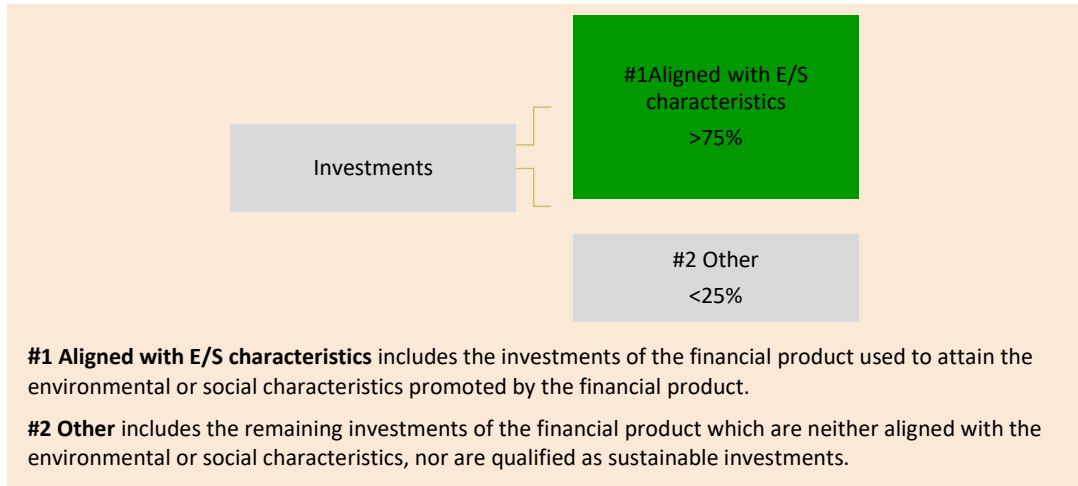 #1Aligned with E/S
characteristics
>75%
Investments
#2 Other
<25%
#1 Aligned with E/S characteristics includes the investments of the financial product used to attain the
environmental or social characteristics promoted by the financial product.
#2 Other includes the remaining investments of the financial product which are neither aligned with the
environmental or social characteristics, nor are qualified as sustainable investments.